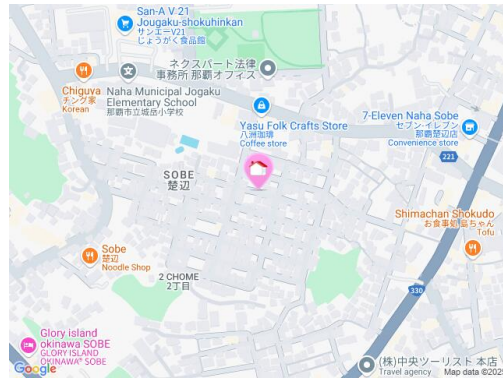 San-A V 21
Jougaku-shokuhinkan
サンエーV21
じょうがく食品館
ネクスパート法律
事務所 那覇オフィス
Chiguya
チング家
Korean
Naha Municipal Jogaku
Elementary School
那覇市立城岳小学校
Yasu Folk Crafts Store
八洲珈琲
Coffee store
7-Eleven Naha Sobe
セブン-イレブン
那覇楚辺店
Convenience store
221
SOBE
楚辺
Shimachan Shokudo
お食事処 島ちゃん
Tofu
Sobe
楚辺
Noodle Shop
2 CHOME
2丁目
330
Glory island
okinawa SOBE
GLORY ISLAND
OKINAWA® SOBE
(株)中央ツーリスト 本店
Travel agency
Google
Map data ©202